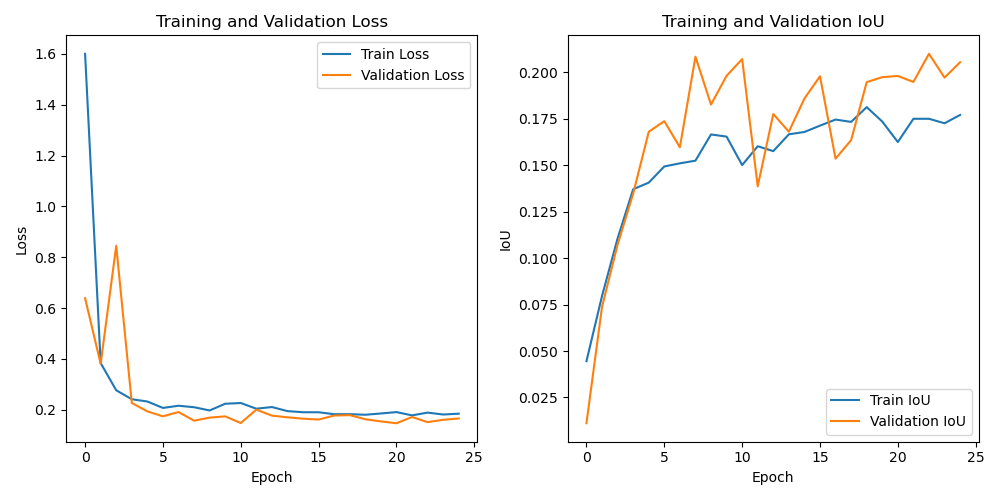 Training and Validation Loss
Train Loss
Validation Loss
1.6
1.4
1.2
1.0
0.8
0.6
0.4
0.2
Loss
0 5 10 15 20 25
Epoch
Training and Validation IoU
0.200
0.175
0.150
0.125
0.100
0.075
0.050
0.025
IoU
Train IoU
Validation IoU
0 5 10 15 20 25
Epoch